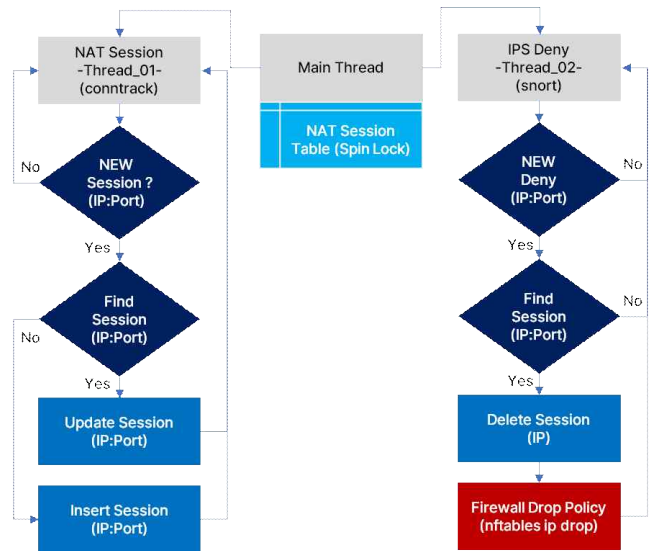 NAT Session
-Thread_01-
(conntrack)
Main Thread
NAT Session
Table (Spin Lock)
IPS Deny
-Thread_02-
(snort)
NEW
Session ?
(IP:Port)
No
Yes
Find
Session
(IP:Port)
No
Yes
Update Session
(IP:Port)
Insert Session
(IP:Port)
NEW
Deny
(IP:Port)
No
Yes
Find
Session
(IP:Port)
No
Yes
Delete Session
(IP)
Firewall Drop Policy
(nftables ip drop)